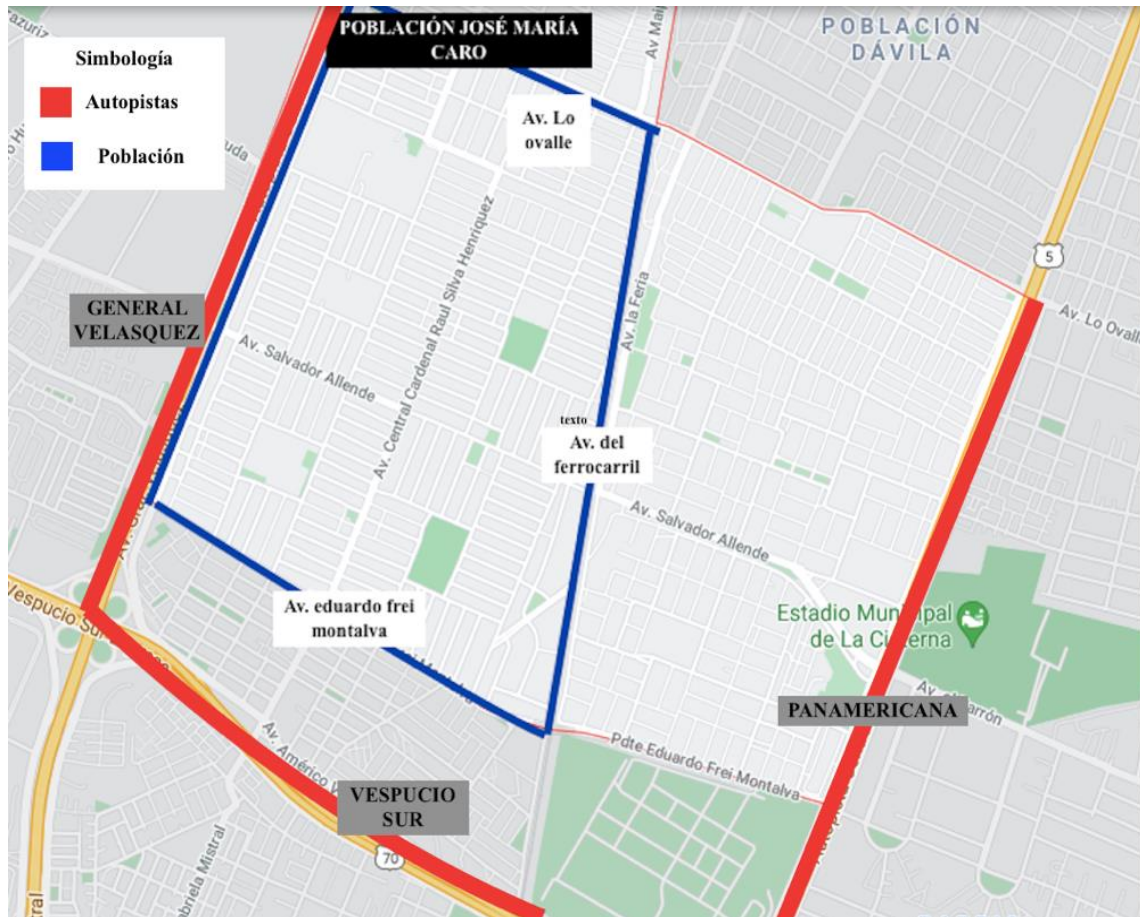 POBLACIÓN JOSÉ MARÍA
CARO
POBLACIÓN
DÁVILA
Simbología
Autopistas
Población
Av. Lo
ovalle
5
GENERAL
VELASQUEZ
Av. la Feria
Av. Lo Ovalle
Av. Salvador Allende
Av. Central Cardenal Raul Silva Henriquez
texto
Av. del
ferrocarril
Av. Salvador Allende
Av. eduardo frei
montalva
Estadio Municipal
de La Cisterna
PANAMERICANA
Pdte Eduardo Frei Montalva
Vespucio Sur
Av. Américo
VESPUCIO
SUR
70